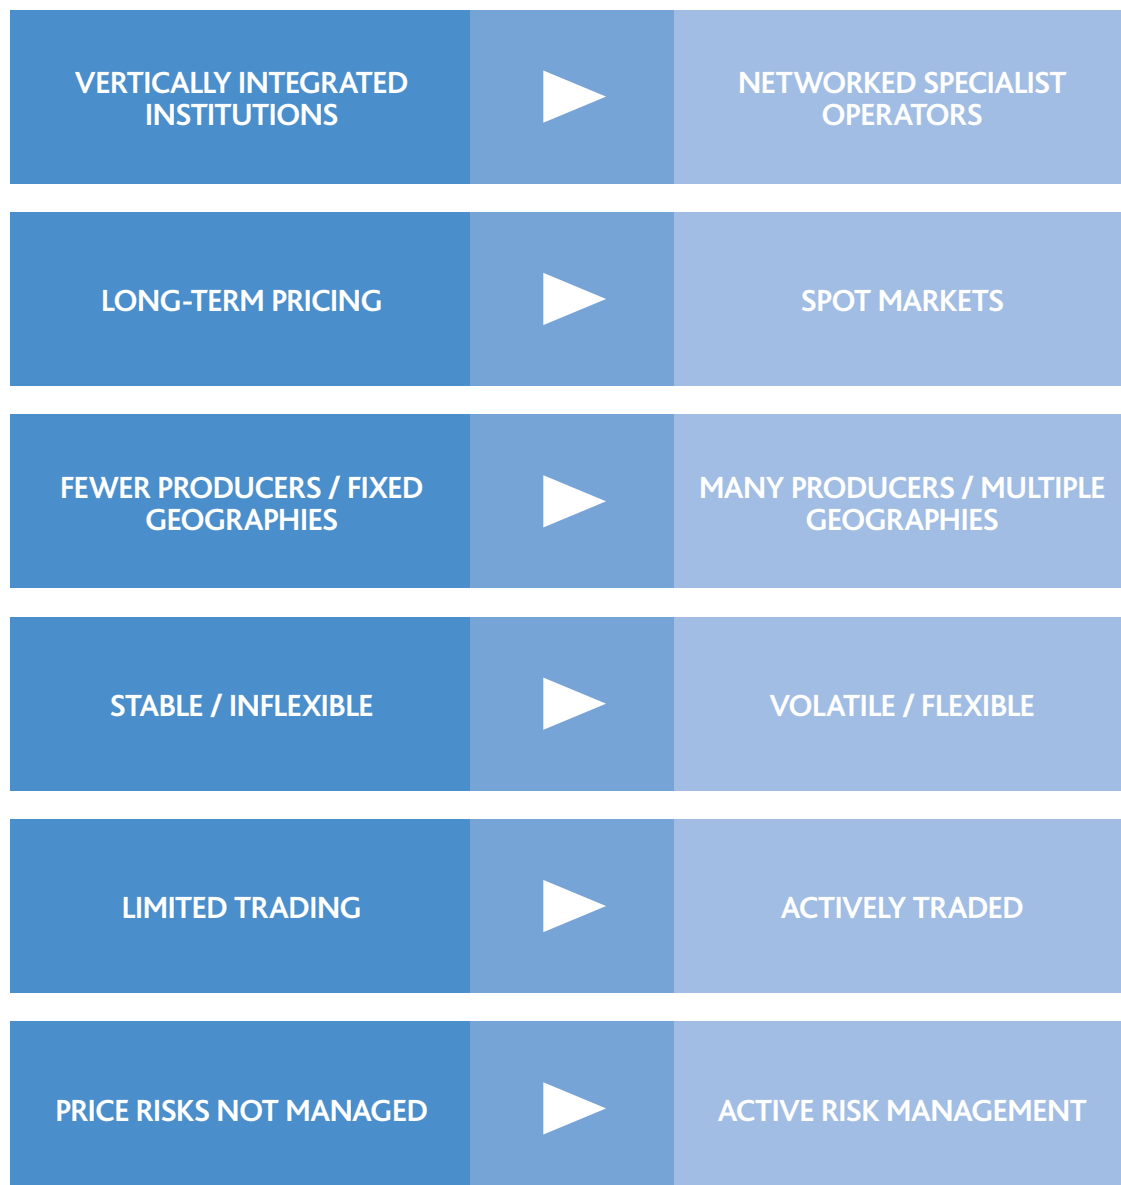 VERTICALLY INTEGRATED
INSTITUTIONS
NETWORKED SPECIALIST
OPERATORS
LONG-TERM PRICING
SPOT MARKETS
FEWER PRODUCERS / FIXED
GEOGRAPHIES
MANY PRODUCERS / MULTIPLE
GEOGRAPHIES
STABLE / INFLEXIBLE
VOLATILE / FLEXIBLE
LIMITED TRADING
ACTIVELY TRADED
PRICE RISKS NOT MANAGED
ACTIVE RISK MANAGEMENT